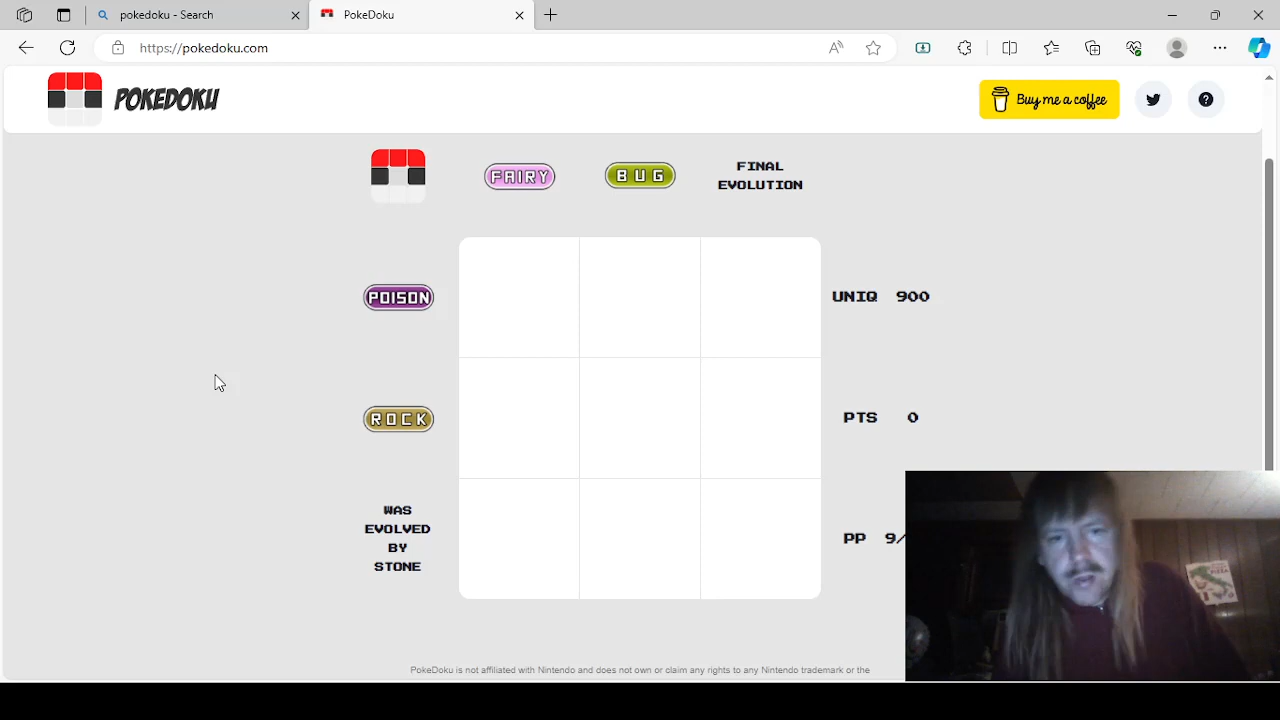 pokedoku - Search
PokeDoku
https://pokedoku.com
POKEDOKU
Buy me a coffee
FAIRY
BUG
FINAL
EVOLUTION
POISON
UNIQ 900
ROCK
PTS 0
WAS
EVOLVED
BY
STONE
PP 9/
PokeDoku is not affiliated with Nintendo and does not own or claim any rights to any Nintendo trademark or the
PIZZA